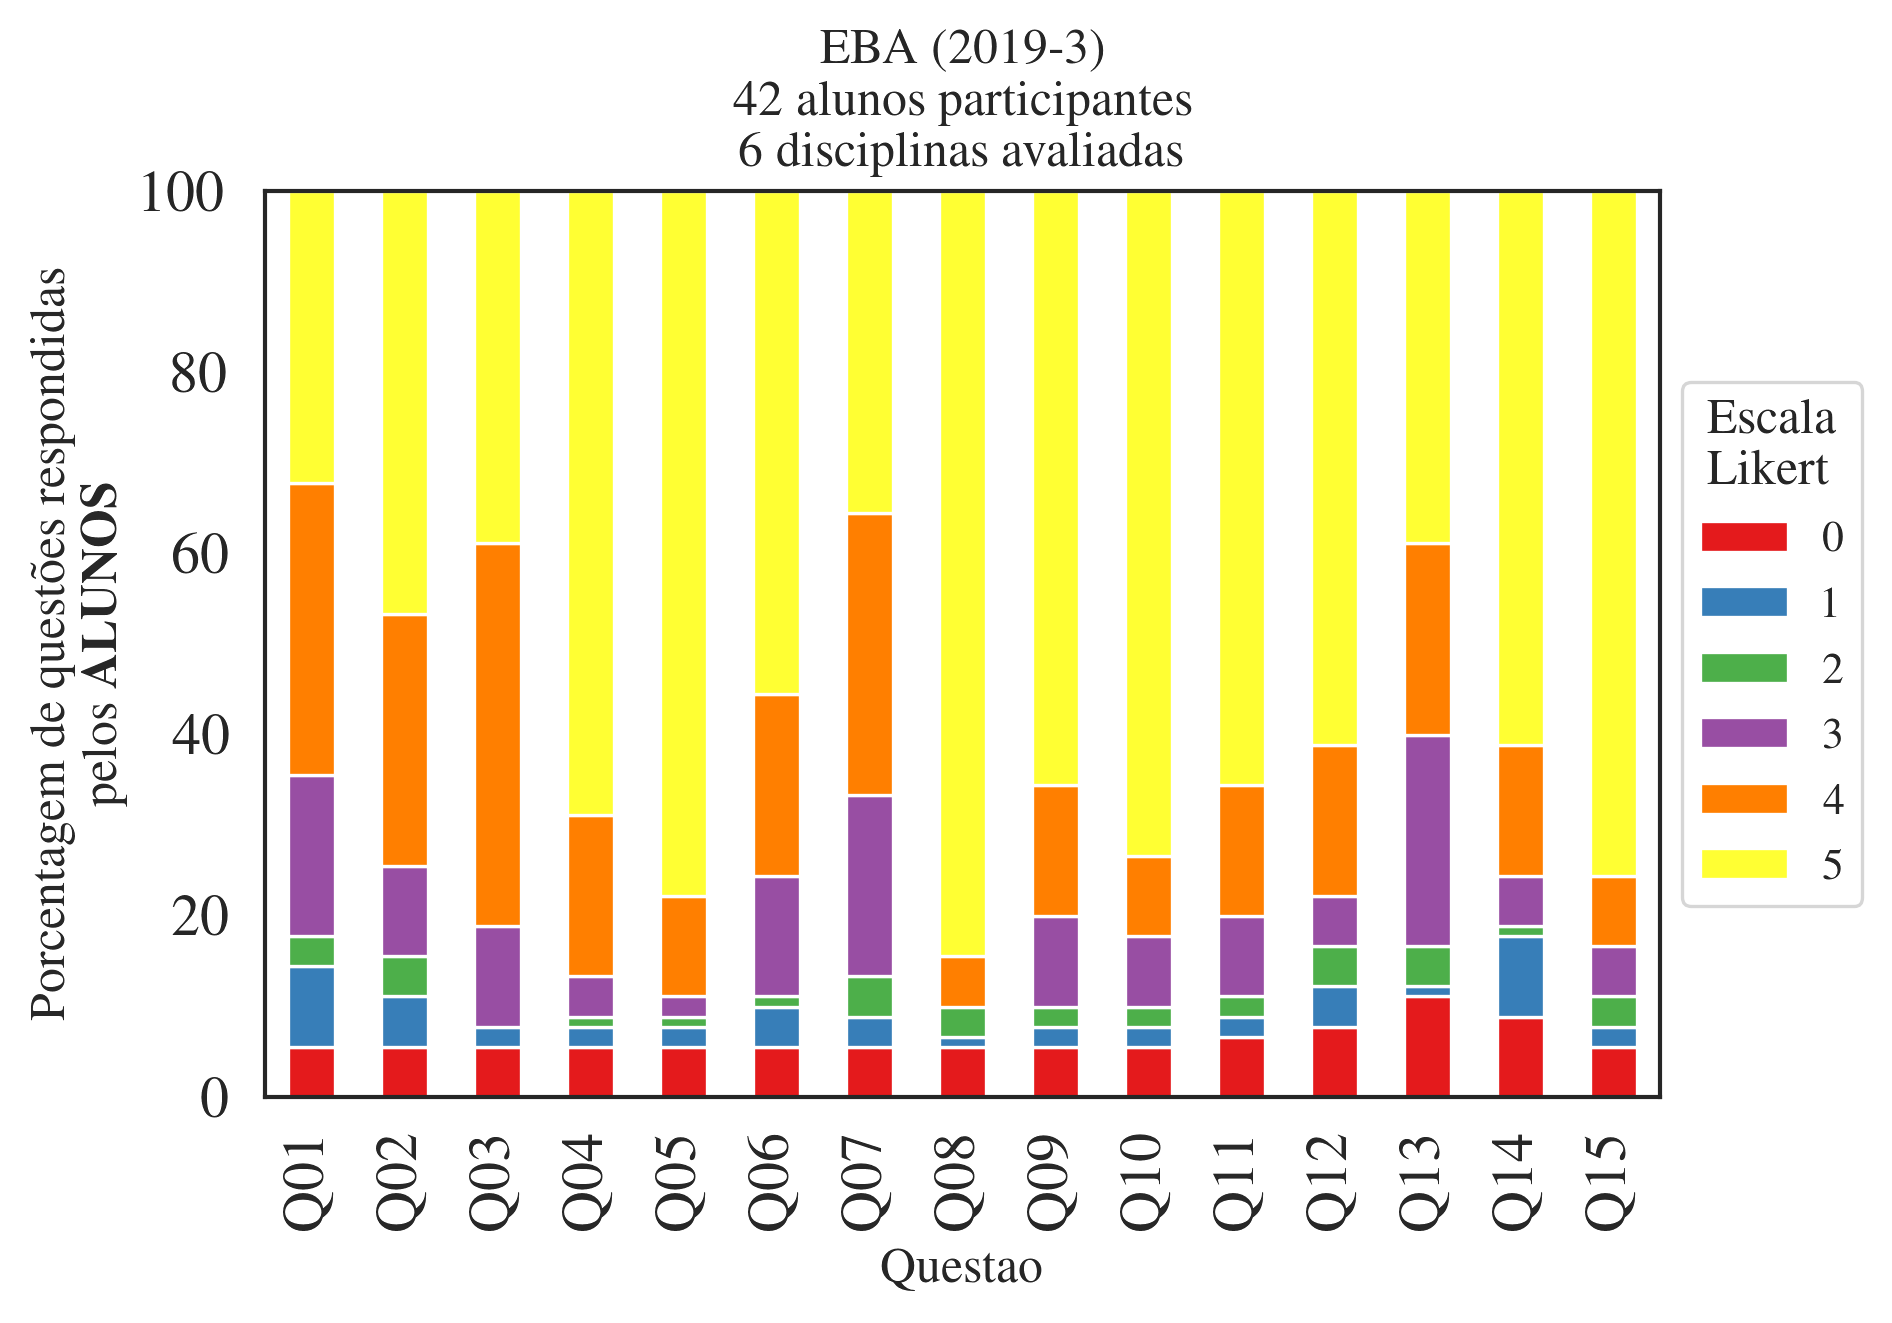 EBA (2019-3)
42 alunos participantes
6 disciplinas avaliadas
Porcentagem de questões respondidas
pelos ALUNOS
100
80
60
40
20
0
Q01
Q02
Q03
Q04
Q05
Q06
Q07
Q08
Q09
Q10
Q11
Q12
Q13
Q14
Q15
Questao
Escala
Likert
0
1
2
3
4
5